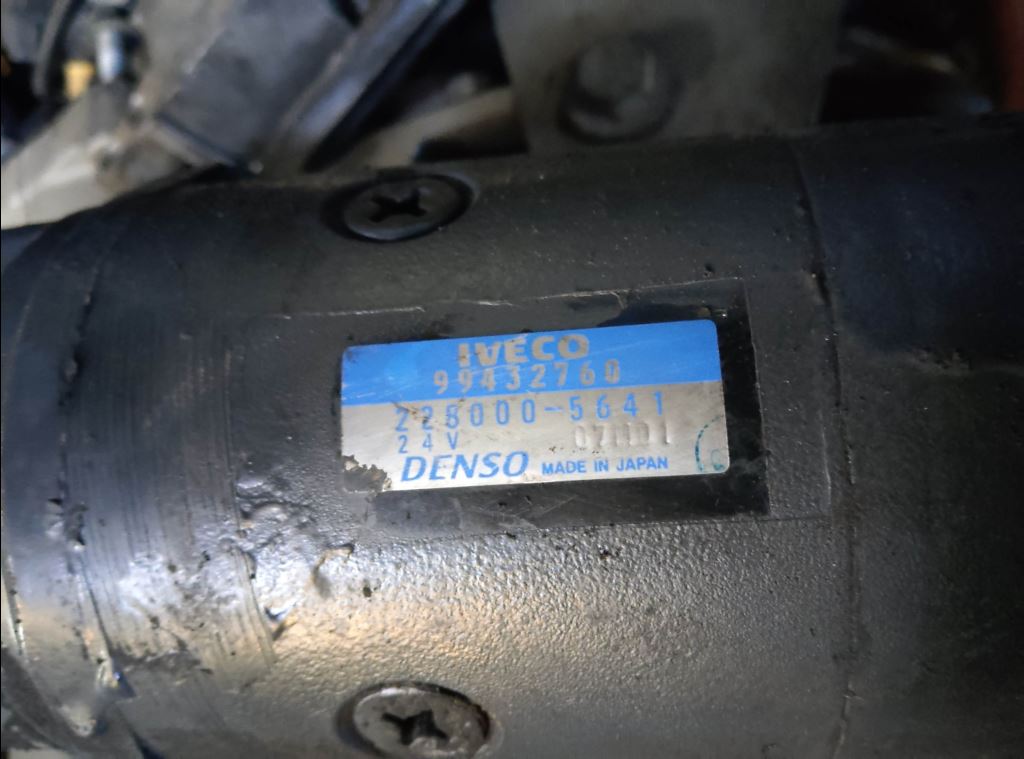 IVECO
99432760
228000-5641
24V
DENSO MADE IN JAPAN